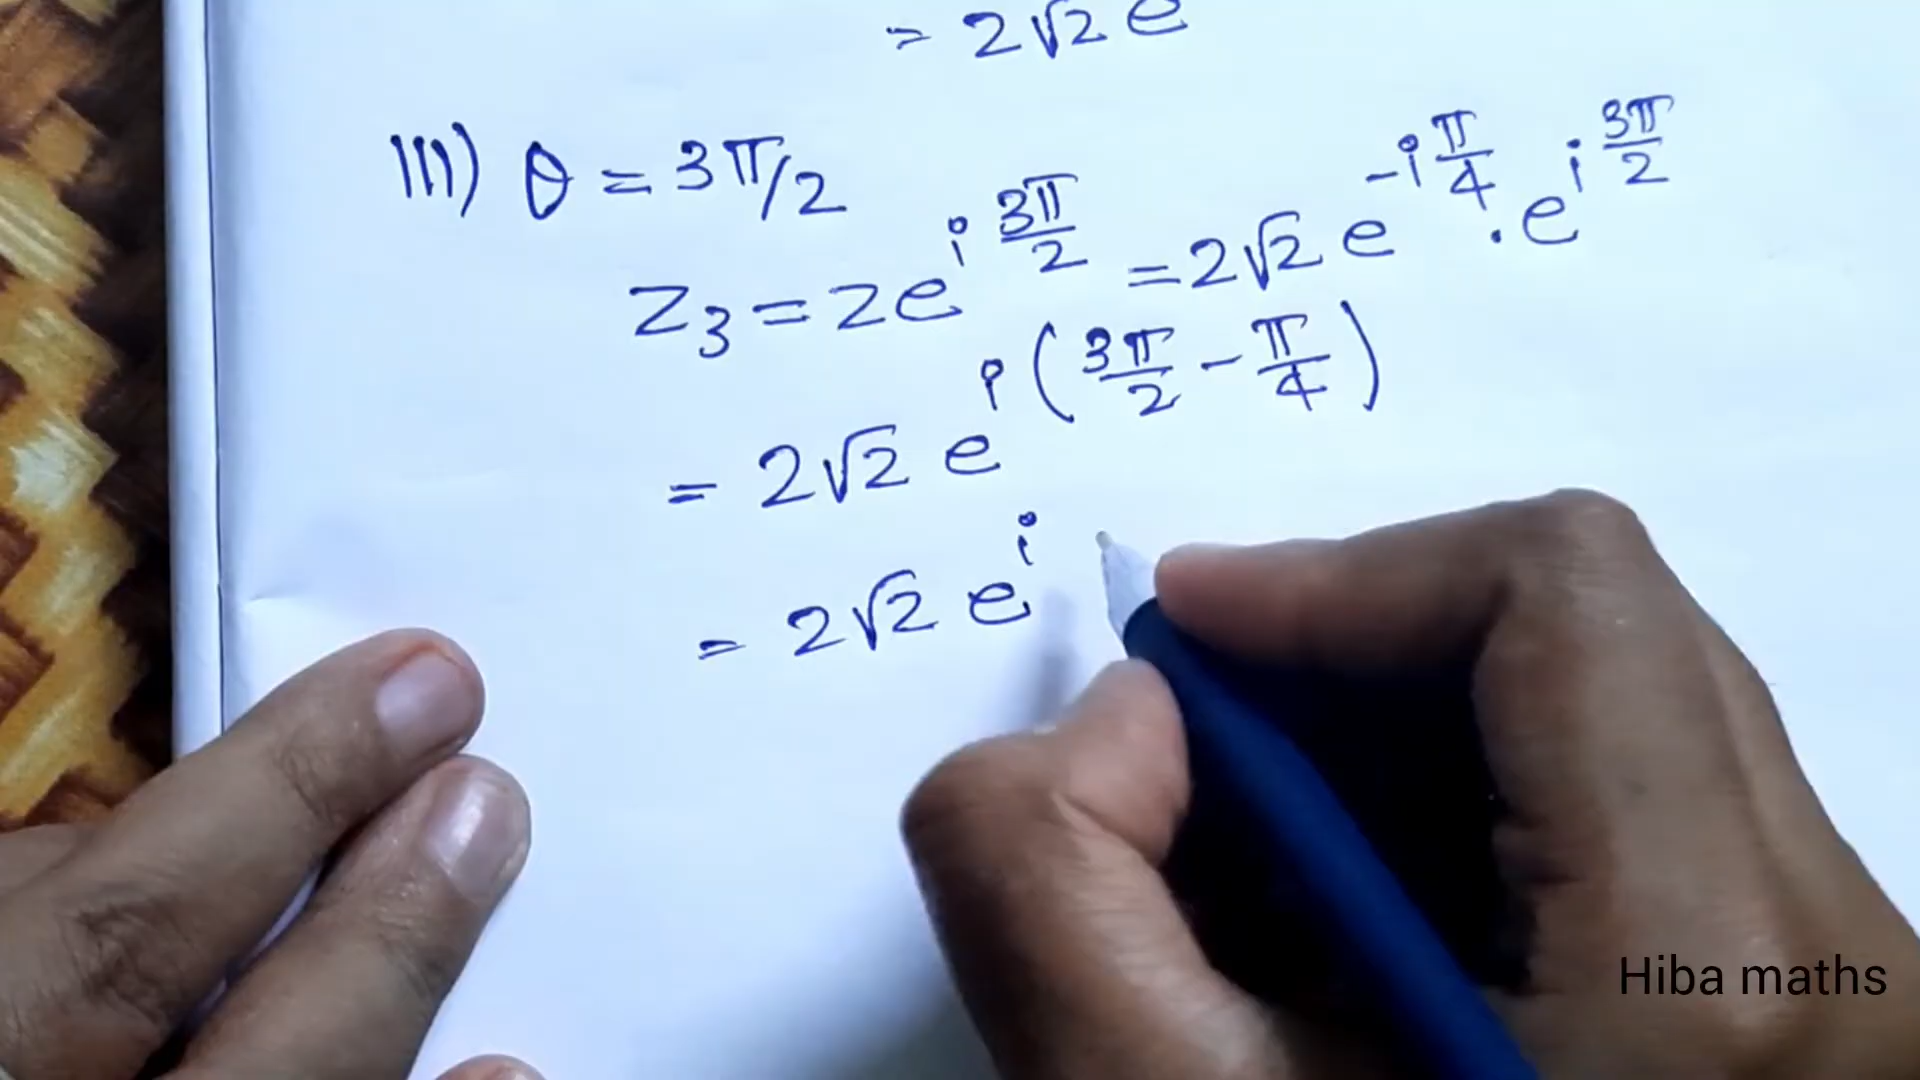 = 2√2 e
III) θ = 3π/2
z₃ = z e^{i 3π/2} = 2√2 e^{-i π/4} . e^{i 3π/2}
= 2√2 e^{i (3π/2 - π/4)}
= 2√2 e^{i}
Hiba maths